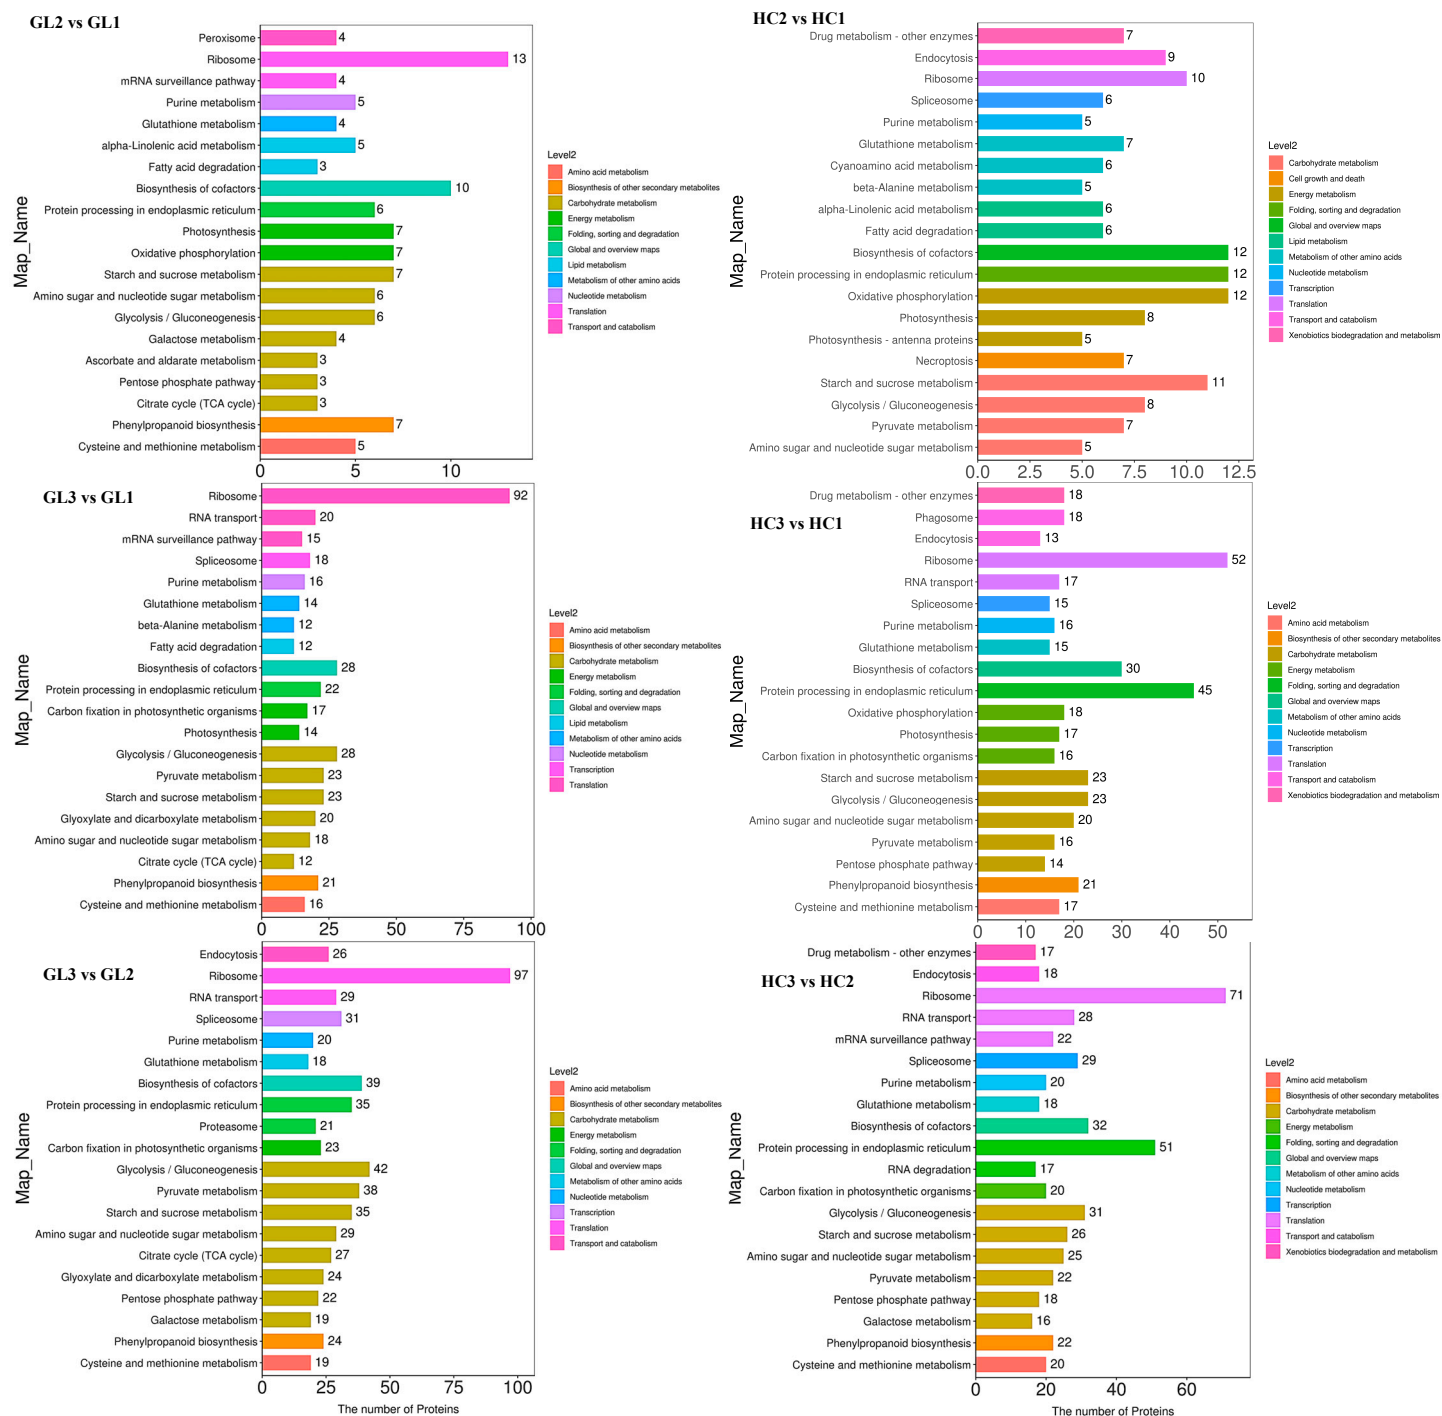 GL2 vs GL1
Map_Name
Peroxisome 4
Ribosome 13
mRNA surveillance pathway 4
Purine metabolism 5
Glutathione metabolism 4
alpha-Linolenic acid metabolism 5
Fatty acid degradation 3
Biosynthesis of cofactors 10
Protein processing in endoplasmic reticulum 6
Photosynthesis 7
Oxidative phosphorylation 7
Starch and sucrose metabolism 7
Amino sugar and nucleotide sugar metabolism 6
Glycolysis / Gluconeogenesis 6
Galactose metabolism 4
Ascorbate and aldarate metabolism 3
Pentose phosphate pathway 3
Citrate cycle (TCA cycle) 3
Phenylpropanoid biosynthesis 7
Cysteine and methionine metabolism 5
0 5 10
Level2
Amino acid metabolism
Biosynthesis of other secondary metabolites
Carbohydrate metabolism
Energy metabolism
Folding, sorting and degradation
Global and overview maps
Lipid metabolism
Metabolism of other amino acids
Nucleotide metabolism
Translation
Transport and catabolism
HC2 vs HC1
Map_Name
Drug metabolism - other enzymes 7
Endocytosis 9
Ribosome 10
Spliceosome 6
Purine metabolism 5
Glutathione metabolism 7
Cyanoamino acid metabolism 6
beta-Alanine metabolism 5
alpha-Linolenic acid metabolism 6
Fatty acid degradation 6
Biosynthesis of cofactors 12
Protein processing in endoplasmic reticulum 12
Oxidative phosphorylation 12
Photosynthesis 8
Photosynthesis - antenna proteins 5
Necroptosis 7
Starch and sucrose metabolism 11
Glycolysis / Gluconeogenesis 8
Pyruvate metabolism 7
Amino sugar and nucleotide sugar metabolism 5
0.0 2.5 5.0 7.5 10.0 12.5
Level2
Carbohydrate metabolism
Cell growth and death
Energy metabolism
Folding, sorting and degradation
Global and overview maps
Lipid metabolism
Metabolism of other amino acids
Nucleotide metabolism
Transcription
Translation
Transport and catabolism
Xenobiotics biodegradation and metabolism
GL3 vs GL1
Map_Name
Ribosome 92
RNA transport 20
mRNA surveillance pathway 15
Spliceosome 18
Purine metabolism 16
Glutathione metabolism 14
beta-Alanine metabolism 12
Fatty acid degradation 12
Biosynthesis of cofactors 28
Protein processing in endoplasmic reticulum 22
Carbon fixation in photosynthetic organisms 17
Photosynthesis 14
Glycolysis / Gluconeogenesis 28
Pyruvate metabolism 23
Starch and sucrose metabolism 23
Glyoxylate and dicarboxylate metabolism 20
Amino sugar and nucleotide sugar metabolism 18
Citrate cycle (TCA cycle) 12
Phenylpropanoid biosynthesis 21
Cysteine and methionine metabolism 16
0 25 50 75 100
Level2
Amino acid metabolism
Biosynthesis of other secondary metabolites
Carbohydrate metabolism
Energy metabolism
Folding, sorting and degradation
Global and overview maps
Lipid metabolism
Metabolism of other amino acids
Nucleotide metabolism
Transcription
Translation
HC3 vs HC1
Map_Name
Drug metabolism - other enzymes 18
Phagosome 18
Endocytosis 13
Ribosome 52
RNA transport 17
Spliceosome 15
Purine metabolism 16
Glutathione metabolism 15
Biosynthesis of cofactors 30
Protein processing in endoplasmic reticulum 45
Oxidative phosphorylation 18
Photosynthesis 17
Carbon fixation in photosynthetic organisms 16
Starch and sucrose metabolism 23
Glycolysis / Gluconeogenesis 23
Amino sugar and nucleotide sugar metabolism 20
Pyruvate metabolism 16
Pentose phosphate pathway 14
Phenylpropanoid biosynthesis 21
Cysteine and methionine metabolism 17
0 10 20 30 40 50
Level2
Amino acid metabolism
Biosynthesis of other secondary metabolites
Carbohydrate metabolism
Energy metabolism
Folding, sorting and degradation
Global and overview maps
Metabolism of other amino acids
Nucleotide metabolism
Transcription
Translation
Transport and catabolism
Xenobiotics biodegradation and metabolism
GL3 vs GL2
Map_Name
Endocytosis 26
Ribosome 97
RNA transport 29
Spliceosome 31
Purine metabolism 20
Glutathione metabolism 18
Biosynthesis of cofactors 39
Protein processing in endoplasmic reticulum 35
Proteasome 21
Carbon fixation in photosynthetic organisms 23
Glycolysis / Gluconeogenesis 42
Pyruvate metabolism 38
Starch and sucrose metabolism 35
Amino sugar and nucleotide sugar metabolism 29
Citrate cycle (TCA cycle) 27
Glyoxylate and dicarboxylate metabolism 24
Pentose phosphate pathway 22
Galactose metabolism 19
Phenylpropanoid biosynthesis 24
Cysteine and methionine metabolism 19
0 25 50 75 100
The number of Proteins
Level2
Amino acid metabolism
Biosynthesis of other secondary metabolites
Carbohydrate metabolism
Energy metabolism
Folding, sorting and degradation
Global and overview maps
Metabolism of other amino acids
Nucleotide metabolism
Transcription
Translation
Transport and catabolism
HC3 vs HC2
Map_Name
Drug metabolism - other enzymes 17
Endocytosis 18
Ribosome 71
RNA transport 28
mRNA surveillance pathway 22
Spliceosome 29
Purine metabolism 20
Glutathione metabolism 18
Biosynthesis of cofactors 32
Protein processing in endoplasmic reticulum 51
RNA degradation 17
Carbon fixation in photosynthetic organisms 20
Glycolysis / Gluconeogenesis 31
Starch and sucrose metabolism 26
Amino sugar and nucleotide sugar metabolism 25
Pyruvate metabolism 22
Pentose phosphate pathway 18
Galactose metabolism 16
Phenylpropanoid biosynthesis 22
Cysteine and methionine metabolism 20
0 20 40 60
The number of Proteins
Level2
Amino acid metabolism
Biosynthesis of other secondary metabolites
Carbohydrate metabolism
Energy metabolism
Folding, sorting and degradation
Global and overview maps
Metabolism of other amino acids
Nucleotide metabolism
Transcription
Translation
Transport and catabolism
Xenobiotics biodegradation and metabolism